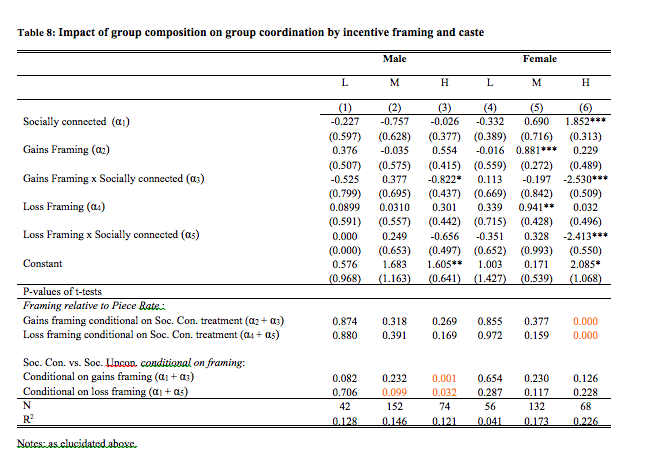 Table 8: Impact of group composition on group coordination by incentive framing and caste
Male Female
L M H L M H
(1) (2) (3) (4) (5) (6)
Socially connected (α1) -0.227 -0.757 -0.026 -0.332 0.690 1.852***
(0.597) (0.628) (0.377) (0.389) (0.716) (0.313)
Gains Framing (α2) 0.376 -0.035 0.554 -0.016 0.881*** 0.229
(0.507) (0.575) (0.415) (0.559) (0.272) (0.489)
Gains Framing x Socially connected (α3) -0.525 0.377 -0.822* 0.113 -0.197 -2.530***
(0.799) (0.695) (0.437) (0.669) (0.842) (0.509)
Loss Framing (α4) 0.0899 0.0310 0.301 0.339 0.941** 0.032
(0.591) (0.557) (0.442) (0.715) (0.428) (0.496)
Loss Framing x Socially connected (α5) 0.000 0.249 -0.656 -0.351 0.328 -2.413***
(0.000) (0.653) (0.497) (0.652) (0.993) (0.550)
Constant 0.576 1.683 1.605** 1.003 0.171 2.085*
(0.968) (1.163) (0.641) (1.427) (0.539) (1.068)
P-values of t-tests
Framing relative to Piece Rate.:
Gains framing conditional on Soc. Con. treatment (α2 + α3) 0.874 0.318 0.269 0.855 0.377 0.000
Loss framing conditional on Soc. Con. treatment (α4 + α5) 0.880 0.391 0.169 0.972 0.159 0.000
Soc. Con. vs. Soc. Uncon. conditional on framing:
Conditional on gains framing (α1 + α3) 0.082 0.232 0.001 0.654 0.230 0.126
Conditional on loss framing (α1 + α5) 0.706 0.099 0.032 0.287 0.117 0.228
N 42 152 74 56 132 68
R² 0.128 0.146 0.121 0.041 0.173 0.226
Notes: as elucidated above.